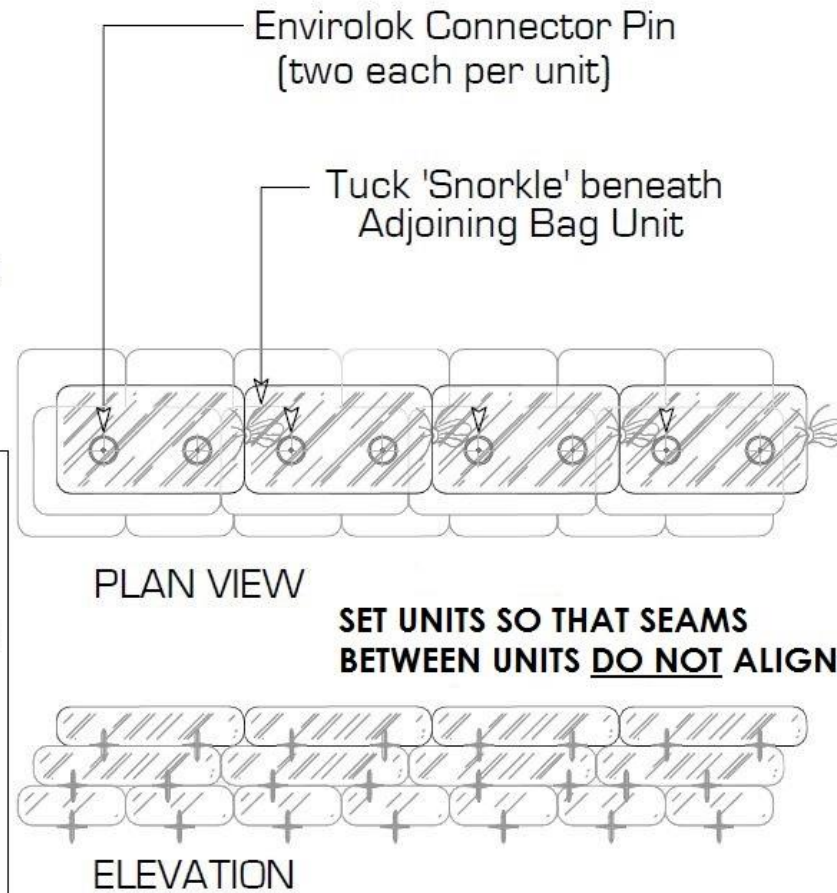 Envirolok Connector Pin
(two each per unit)
Tuck 'Snorkle' beneath
Adjoining Bag Unit
PLAN VIEW
SET UNITS SO THAT SEAMS
BETWEEN UNITS DO NOT ALIGN
ELEVATION